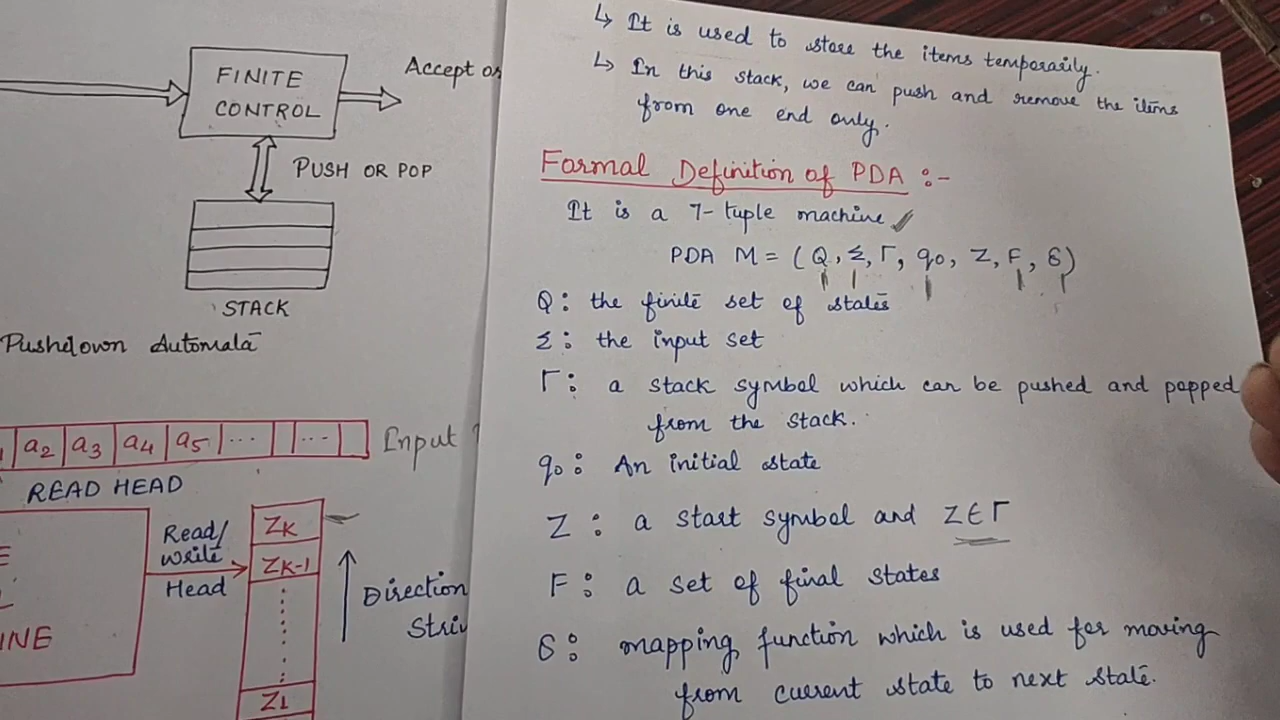 FINITE
CONTROL
Accept or
PUSH OR POP
STACK
Pushdown Automata
a2 a3 a4 a5 ... ...
Input
READ HEAD
Read/
Write
Head
ZK
ZK-1
Z1
Direction
INE
↳ It is used to store the items temporarily.
↳ In this stack, we can push and remove the items
from one end only.
Formal Definition of PDA :-
It is a 7-tuple machine
PDA M = (Q, Σ, Γ, q0, Z, F, δ)
Q : the finite set of states
Σ : the input set
Γ : a stack symbol which can be pushed and popped
from the stack.
q0 : An initial state
Z : a start symbol and Z ∈ Γ
F : a set of final states
δ : mapping function which is used for moving
from current state to next state.